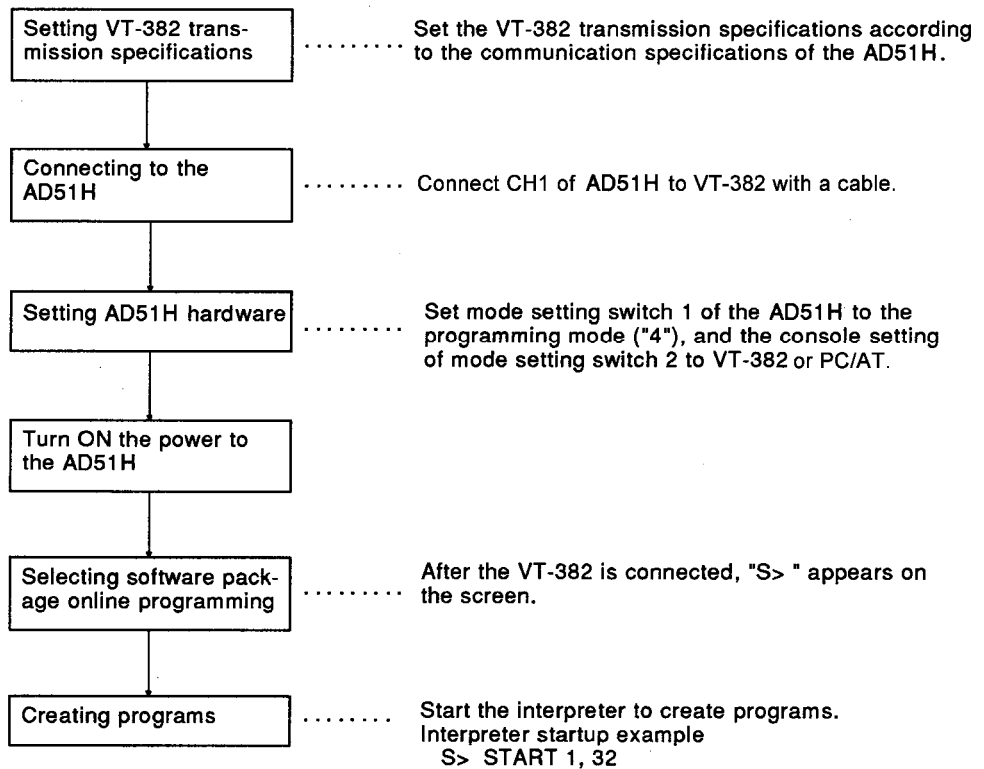 Setting VT-382 trans-
mission specifications
......... Set the VT-382 transmission specifications according
to the communication specifications of the AD51H.
Connecting to the
AD51H
......... Connect CH1 of AD51H to VT-382 with a cable.
Setting AD51H hardware
......... Set mode setting switch 1 of the AD51H to the
programming mode ("4"), and the console setting
of mode setting switch 2 to VT-382 or PC/AT.
Turn ON the power to
the AD51H
Selecting software pack-
age online programming
......... After the VT-382 is connected, "S> " appears on
the screen.
Creating programs
........ Start the interpreter to create programs.
Interpreter startup example
S> START 1, 32